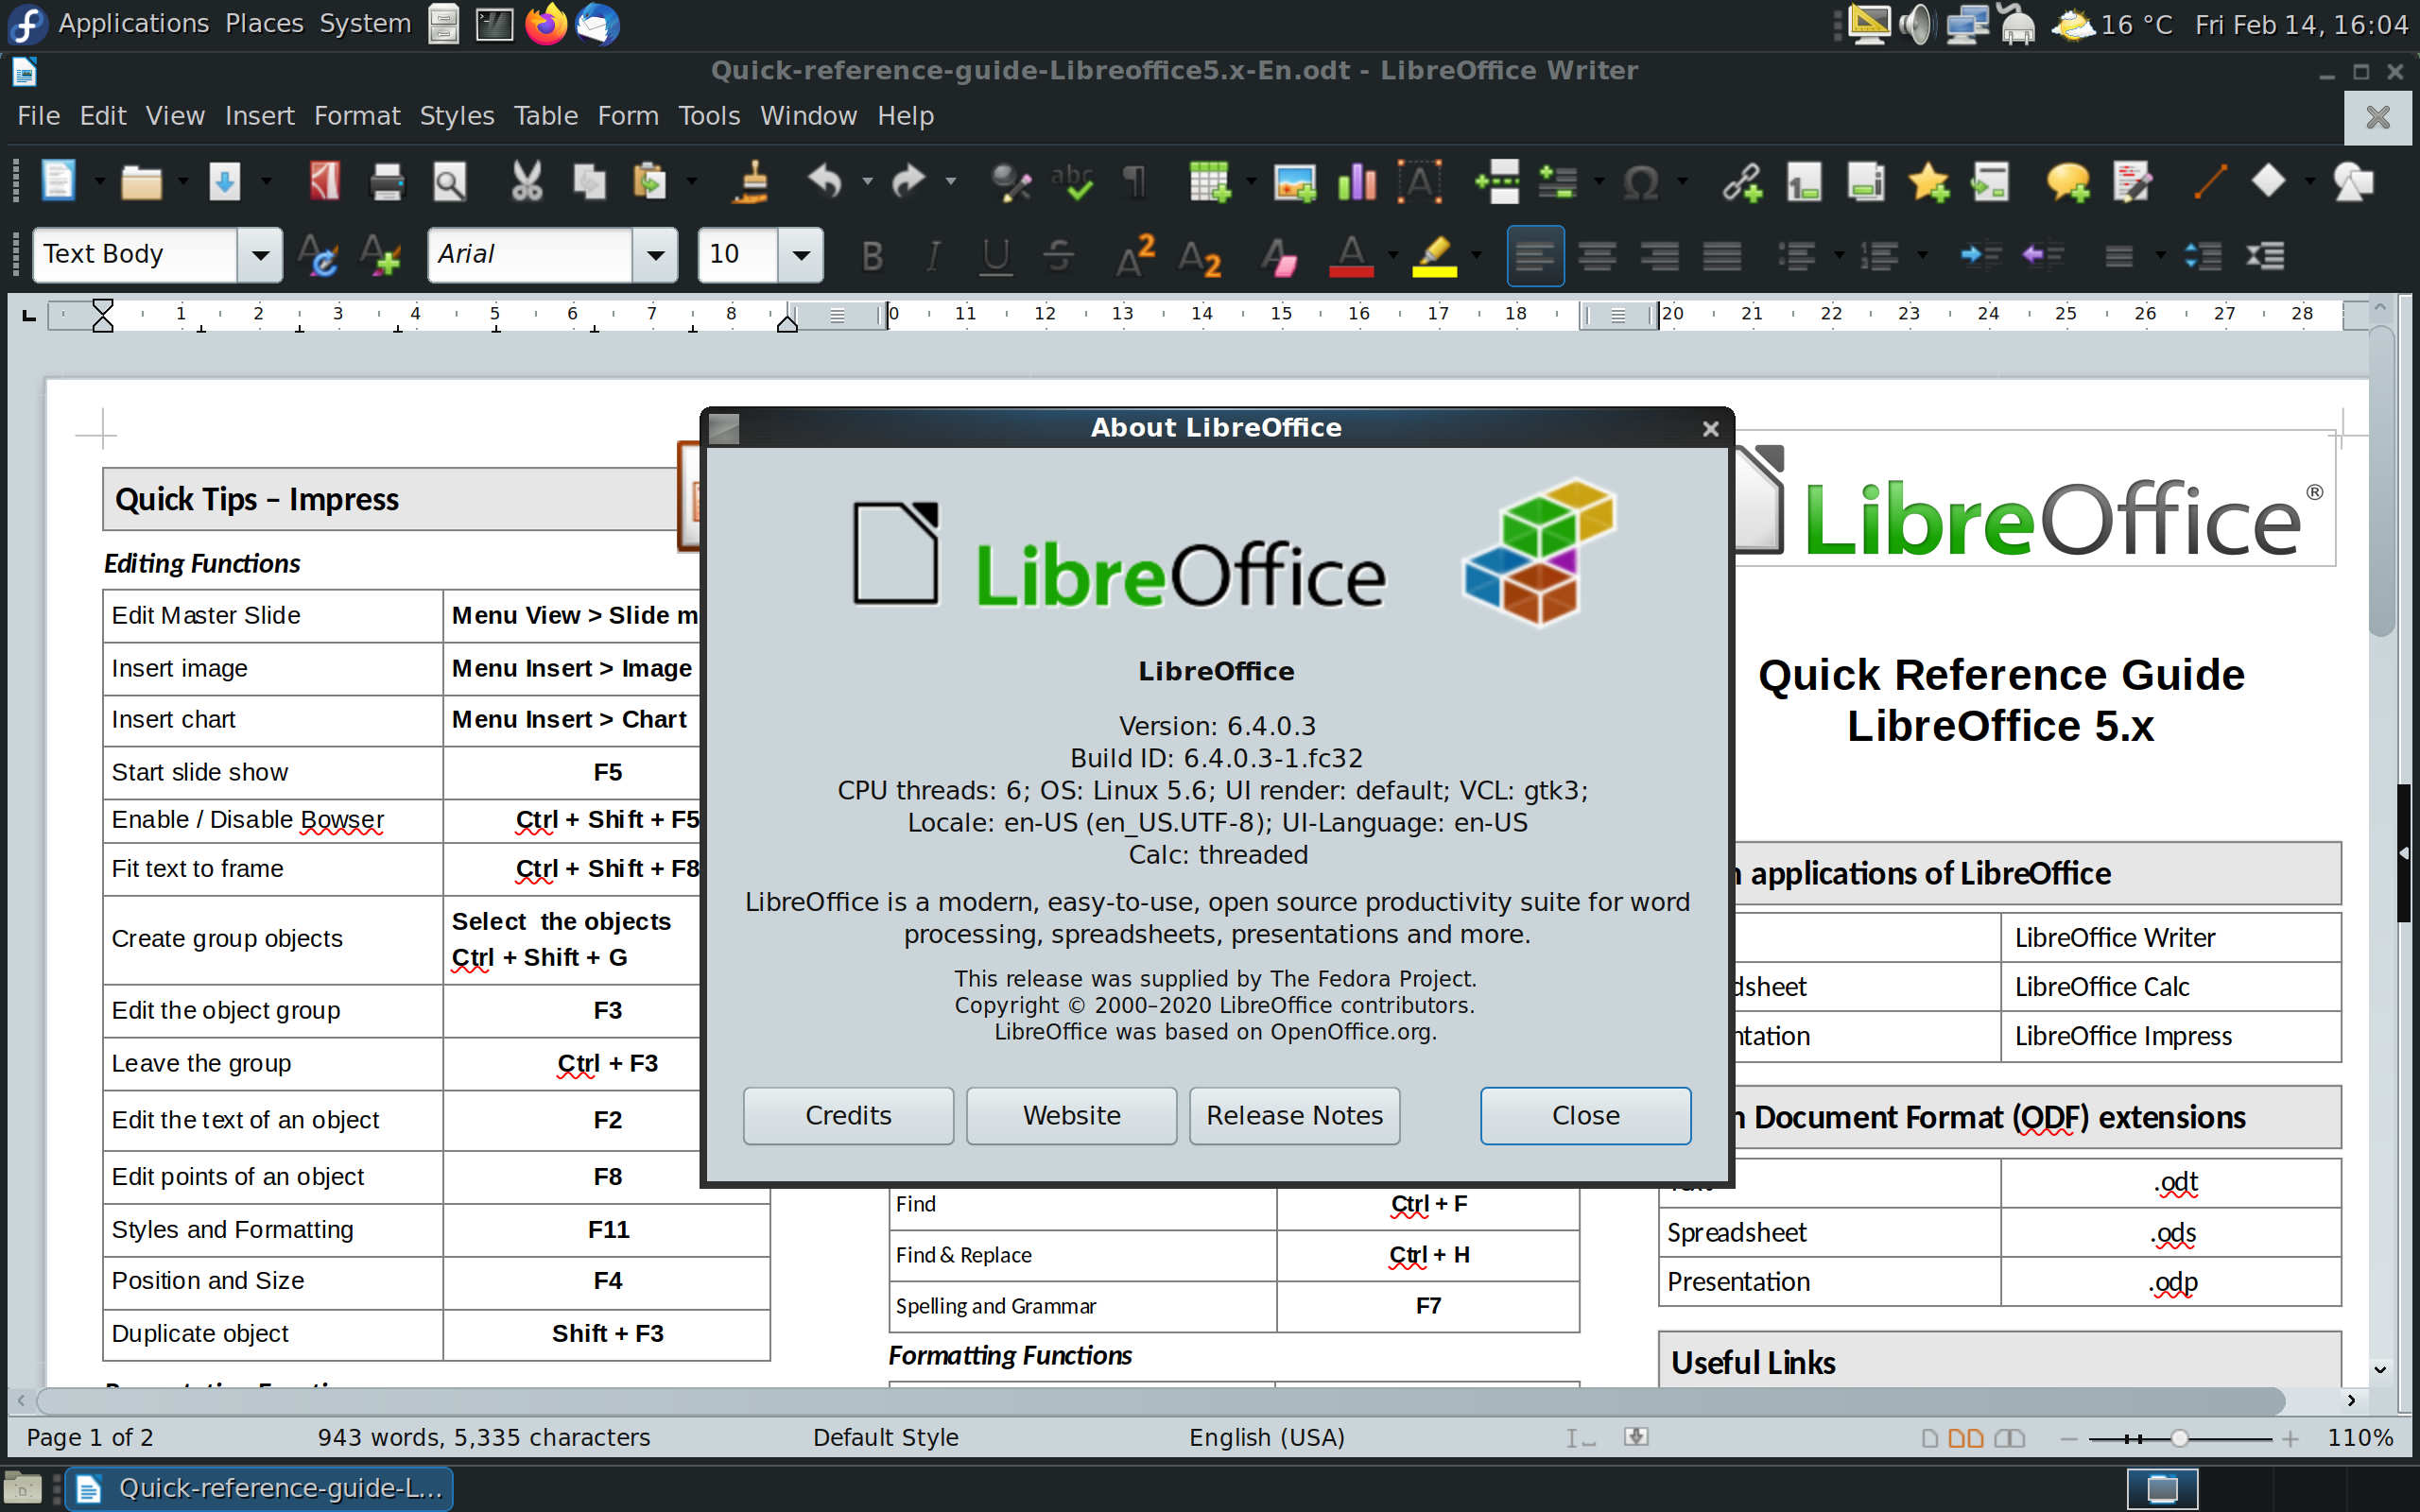 Applications Places System
16 °C Fri Feb 14, 16:04
Quick-reference-guide-Libreoffice5.x-En.odt - LibreOffice Writer
File Edit View Insert Format Styles Table Form Tools Window Help
Text Body
Arial
10
1 2 3 4 5 6 7 8 0 11 12 13 14 15 16 17 18 20 21 22 23 24 25 26 27 28
Quick Tips – Impress
Editing Functions
Edit Master Slide Menu View > Slide m
Insert image Menu Insert > Image
Insert chart Menu Insert > Chart
Start slide show F5
Enable / Disable Bowser Ctrl + Shift + F5
Fit text to frame Ctrl + Shift + F8
Create group objects Select the objects
Ctrl + Shift + G
Edit the object group F3
Leave the group Ctrl + F3
Edit the text of an object F2
Edit points of an object F8
Styles and Formatting F11
Position and Size F4
Duplicate object Shift + F3
About LibreOffice
LibreOffice
LibreOffice
Version: 6.4.0.3
Build ID: 6.4.0.3-1.fc32
CPU threads: 6; OS: Linux 5.6; UI render: default; VCL: gtk3;
Locale: en-US (en_US.UTF-8); UI-Language: en-US
Calc: threaded
LibreOffice is a modern, easy-to-use, open source productivity suite for word
processing, spreadsheets, presentations and more.
This release was supplied by The Fedora Project.
Copyright © 2000–2020 LibreOffice contributors.
LibreOffice was based on OpenOffice.org.
Credits Website Release Notes Close
Find Ctrl + F
Find & Replace Ctrl + H
Spelling and Grammar F7
Formatting Functions
LibreOffice®
Quick Reference Guide
LibreOffice 5.x
n applications of LibreOffice
LibreOffice Writer
dsheet LibreOffice Calc
ntation LibreOffice Impress
n Document Format (ODF) extensions
.odt
Spreadsheet .ods
Presentation .odp
Useful Links
Page 1 of 2 943 words, 5,335 characters Default Style English (USA) 110%
Quick-reference-guide-L...